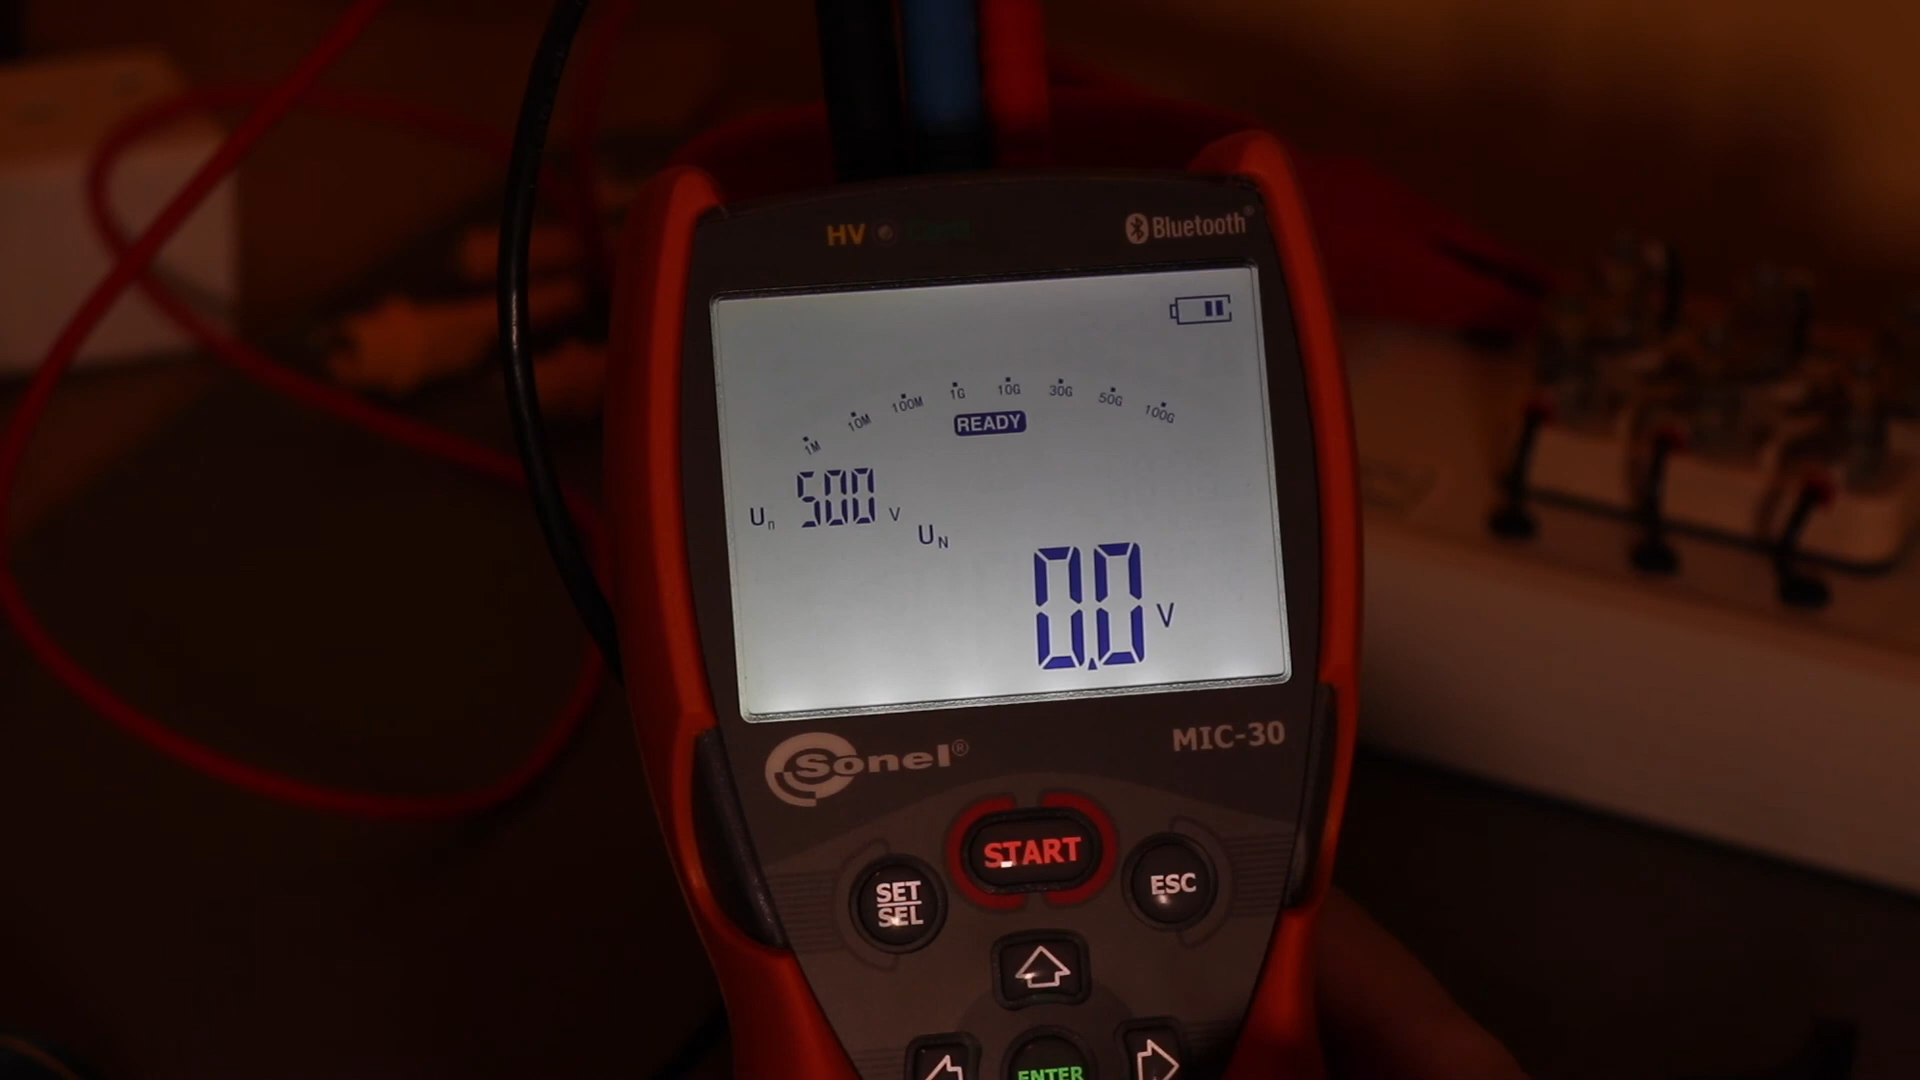 HV
Bluetooth®
1M 10M 100M 1G 10G 30G 50G 100G
READY
Un 500 V
UN
0.0 V
Sonel®
MIC-30
START
SET
SEL
ESC
ENTER